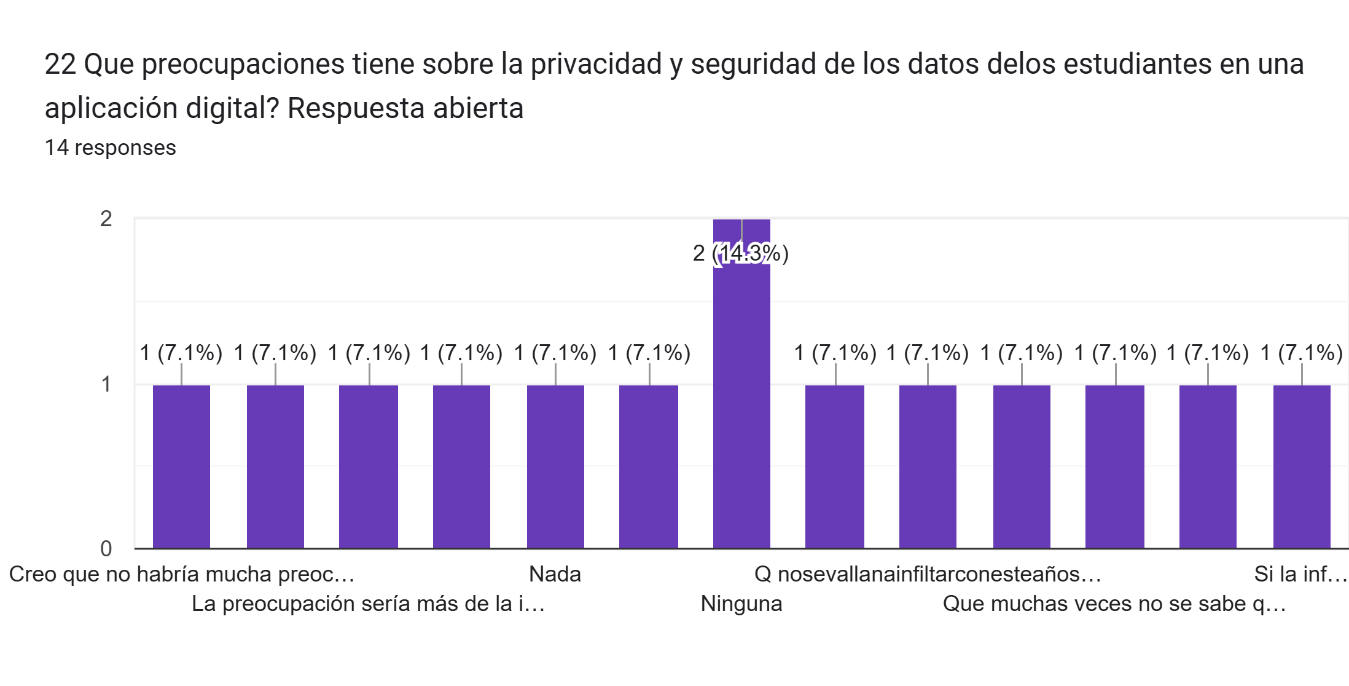 22 Que preocupaciones tiene sobre la privacidad y seguridad de los datos delos estudiantes en una
aplicación digital? Respuesta abierta
14 responses
2
2 (14.3%)
1 (7.1%) 1 (7.1%) 1 (7.1%) 1 (7.1%) 1 (7.1%) 1 (7.1%) 1 (7.1%) 1 (7.1%) 1 (7.1%) 1 (7.1%) 1 (7.1%) 1 (7.1%)
1
0
Creo que no habría mucha preoc… Nada Q nosevallanainfiltarconesteaños… Si la inf…
La preocupación sería más de la i… Ninguna Que muchas veces no se sabe q…